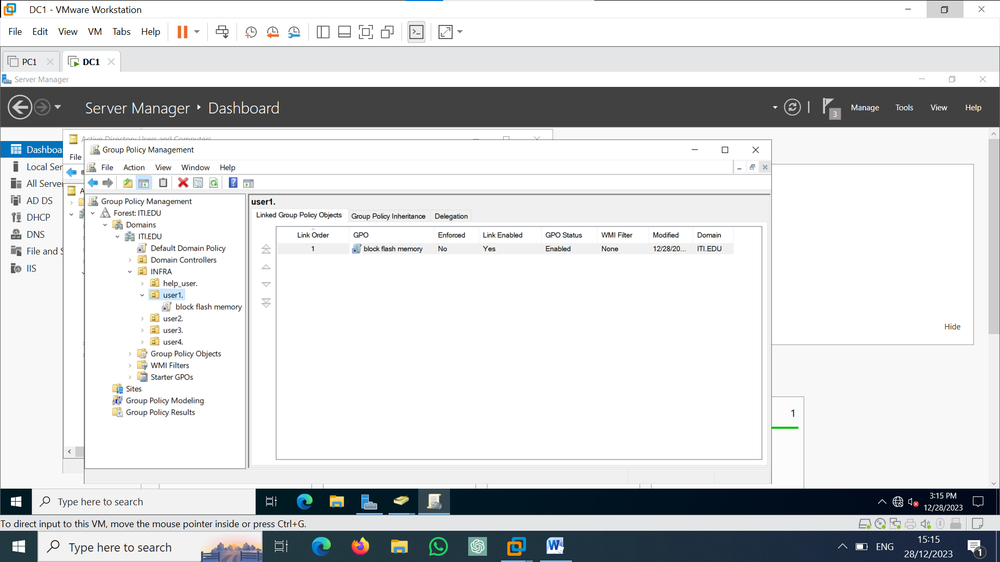 DC1 - VMware Workstation
File Edit View VM Tabs Help
PC1 DC1
Server Manager
Server Manager Dashboard
3 Manage Tools View Help
Active Directory Users and Computers
Dashboa
Local Ser
All Server
AD DS
DHCP
DNS
File and S
IIS
File
A
Group Policy Management
File Action View Window Help
Group Policy Management
Forest: ITI.EDU
Domains
ITI.EDU
Default Domain Policy
Domain Controllers
INFRA
help_user.
user1.
block flash memory
user2.
user3.
user4.
Group Policy Objects
WMI Filters
Starter GPOs
Sites
Group Policy Modeling
Group Policy Results
user1.
Linked Group Policy Objects Group Policy Inheritance Delegation
Link Order GPO Enforced Link Enabled GPO Status WMI Filter Modified Domain
1 block flash memory No Yes Enabled None 12/28/20... ITI.EDU
Hide
1
Type here to search
3:15 PM
12/28/2023
To direct input to this VM, move the mouse pointer inside or press Ctrl+G.
Type here to search
ENG
15:15
28/12/2023
1